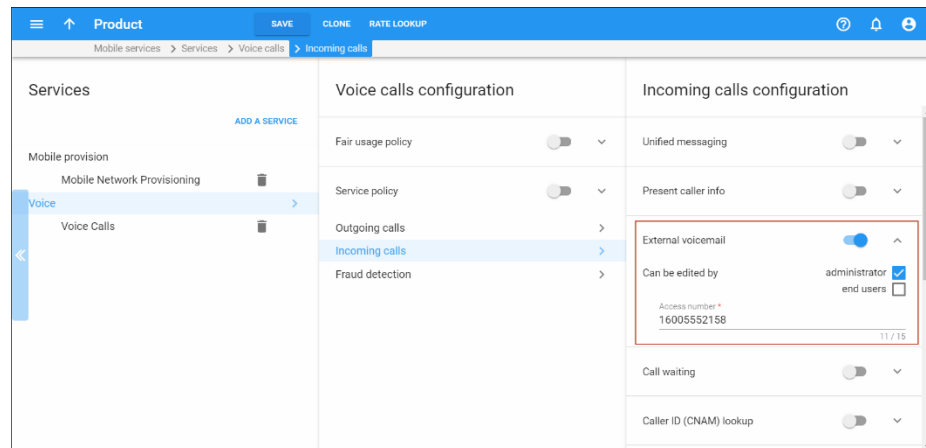 Product SAVE CLONE RATE LOOKUP
Mobile services > Services > Voice calls > Incoming calls
Services
ADD A SERVICE
Mobile provision
Mobile Network Provisioning
Voice
Voice Calls
Voice calls configuration
Fair usage policy
Service policy
Outgoing calls
Incoming calls
Fraud detection
Incoming calls configuration
Unified messaging
Present caller info
External voicemail
Can be edited by administrator
end users
Access number *
16005552158
11 / 15
Call waiting
Caller ID (CNAM) lookup